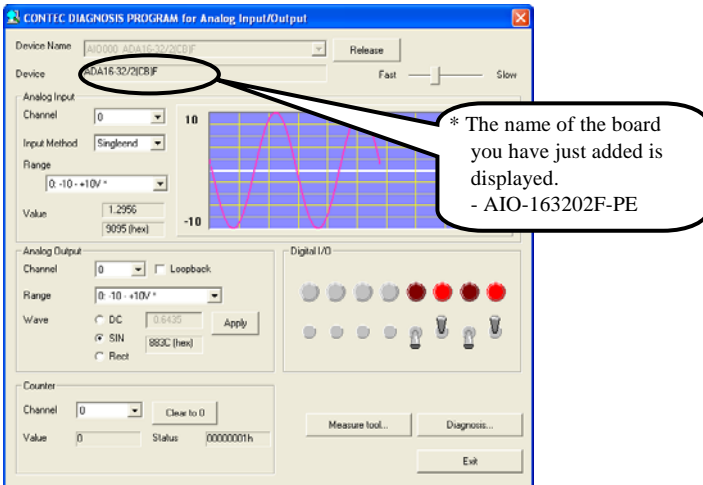 CONTEC DIAGNOSIS PROGRAM for Analog Input/Output
Device Name AIO000 ADA16-32/2(CB)F Release
Device ADA16-32/2(CB)F Fast Slow
Analog Input
Channel 0
Input Method Singleend
Range
0: -10 - +10V *
Value 1.2956
9095 (hex)
10
-10
* The name of the board
you have just added is
displayed.
- AIO-163202F-PE
Analog Output
Channel 0 Loopback
Range 0: -10 - +10V *
Wave DC 0.6435 Apply
SIN 883C (hex)
Rect
Digital I/O
Counter
Channel 0 Clear to 0
Value 0 Status 00000001h
Measure tool... Diagnosis...
Exit